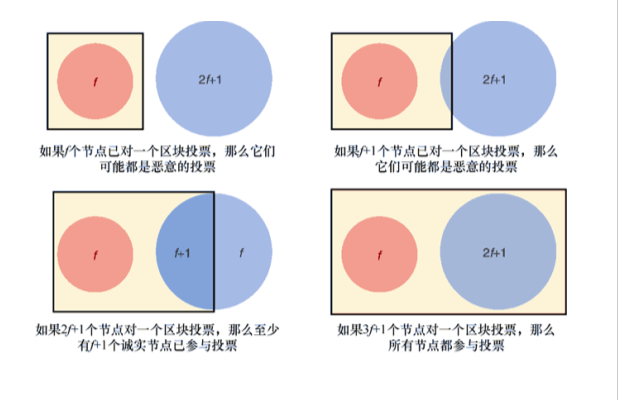 f
2f+1
f
2f+1
如果f个节点已对一个区块投票，那么它们
可能都是恶意的投票
如果f+1个节点已对一个区块投票，那么
它们可能都是恶意的投票
f
f+1
f
f
2f+1
如果2f+1个节点对一个区块投票，那么至少
有f+1个诚实节点已参与投票
如果3f+1个节点对一个区块投票，那么
所有节点都参与投票